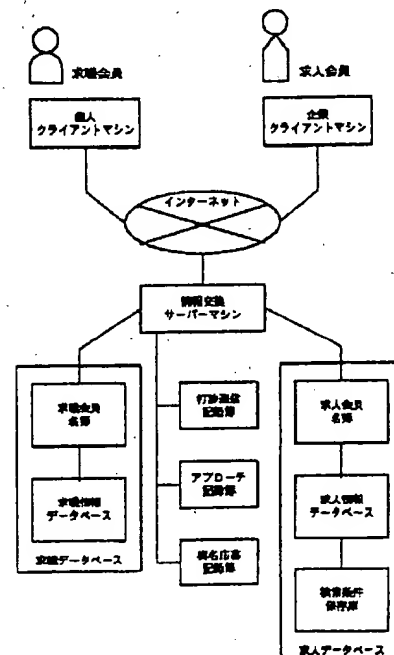 求職会員
求人会員
個人
クライアントマシン
企業
クライアントマシン
インターネット
情報交換
サーバーマシン
求職会員
名簿
求職情報
データベース
求職データベース
打診通信
記録簿
アプローチ
記録簿
匿名応募
記録簿
求人会員
名簿
求人情報
データベース
検索条件
保存庫
求人データベース